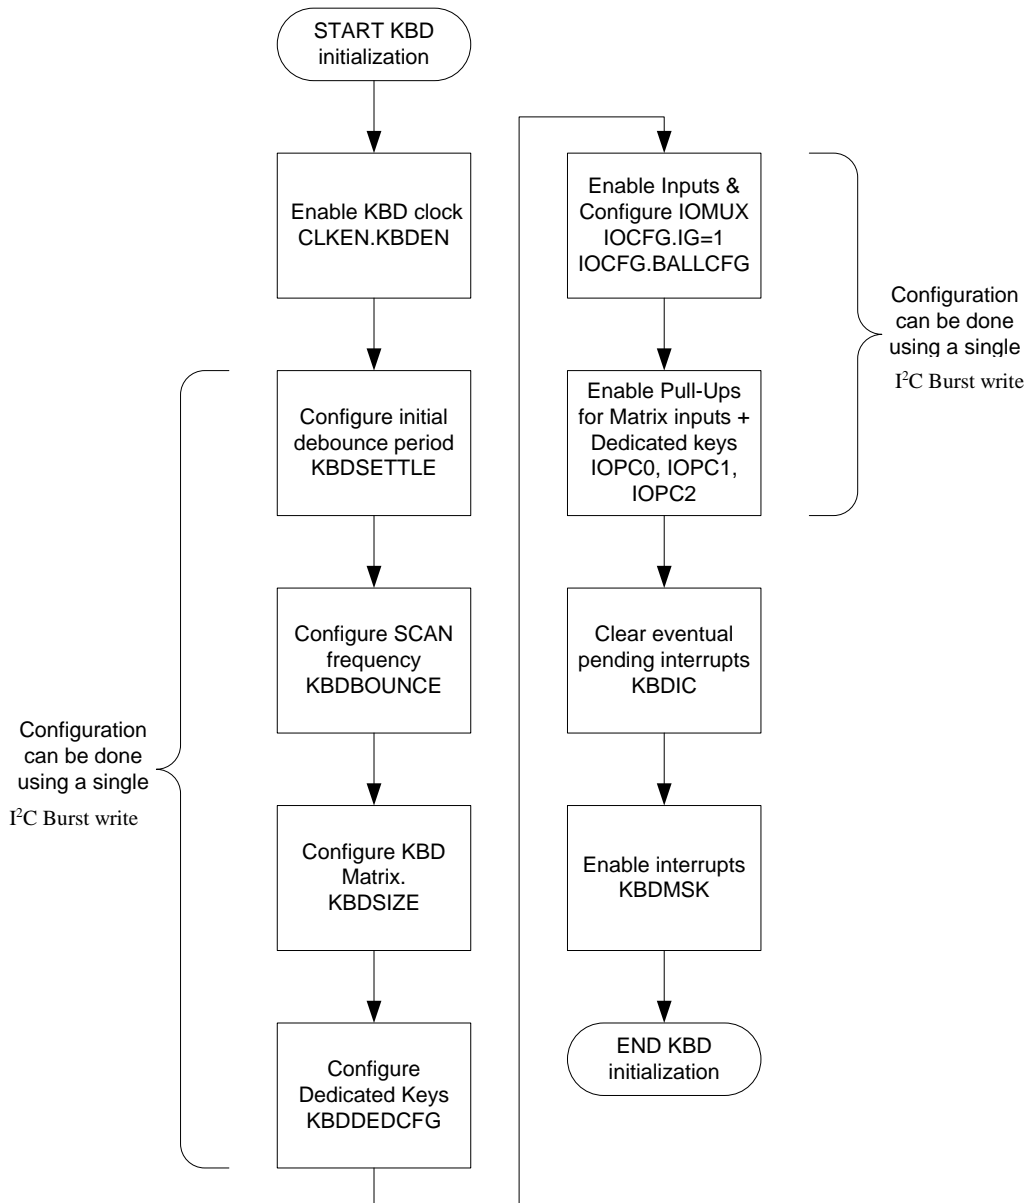 START KBD
initialization
Enable KBD clock
CLKEN.KBDEN
Configure initial
debounce period
KBDSETTLE
Configure SCAN
frequency
KBDBOUNCE
Configure KBD
Matrix.
KBDSIZE
Configure
Dedicated Keys
KBDDEDCFG
Configuration
can be done
using a single
I²C Burst write
Enable Inputs &
Configure IOMUX
IOCFG.IG=1
IOCFG.BALLCFG
Enable Pull-Ups
for Matrix inputs +
Dedicated keys
IOPC0, IOPC1,
IOPC2
Configuration
can be done
using a single
I²C Burst write
Clear eventual
pending interrupts
KBDIC
Enable interrupts
KBDMSK
END KBD
initialization